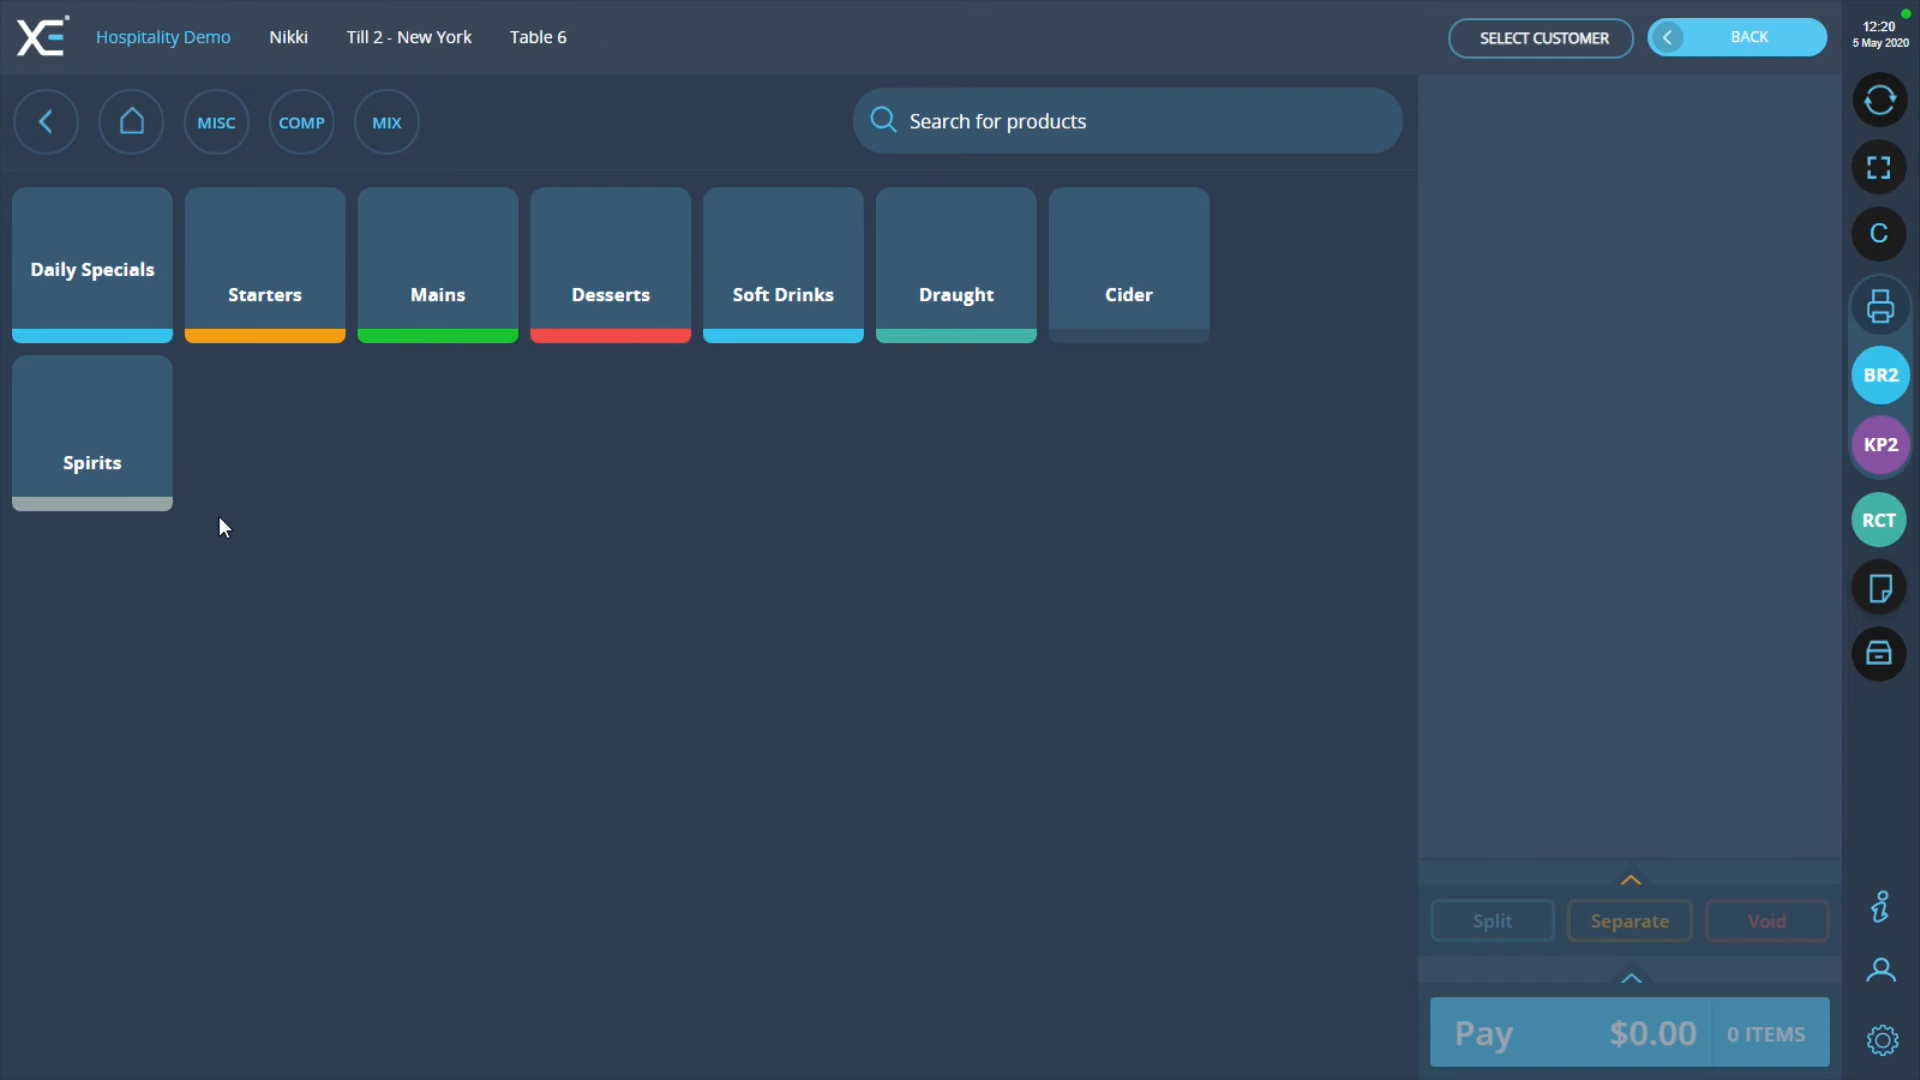 XE Hospitality Demo Nikki Till 2 - New York Table 6 SELECT CUSTOMER BACK 12:20
5 May 2020
MISC COMP MIX Search for products
C
Daily Specials Starters Mains Desserts Soft Drinks Draught Cider
BR2
KP2
Spirits
RCT
Split Separate Void
Pay $0.00 0 ITEMS